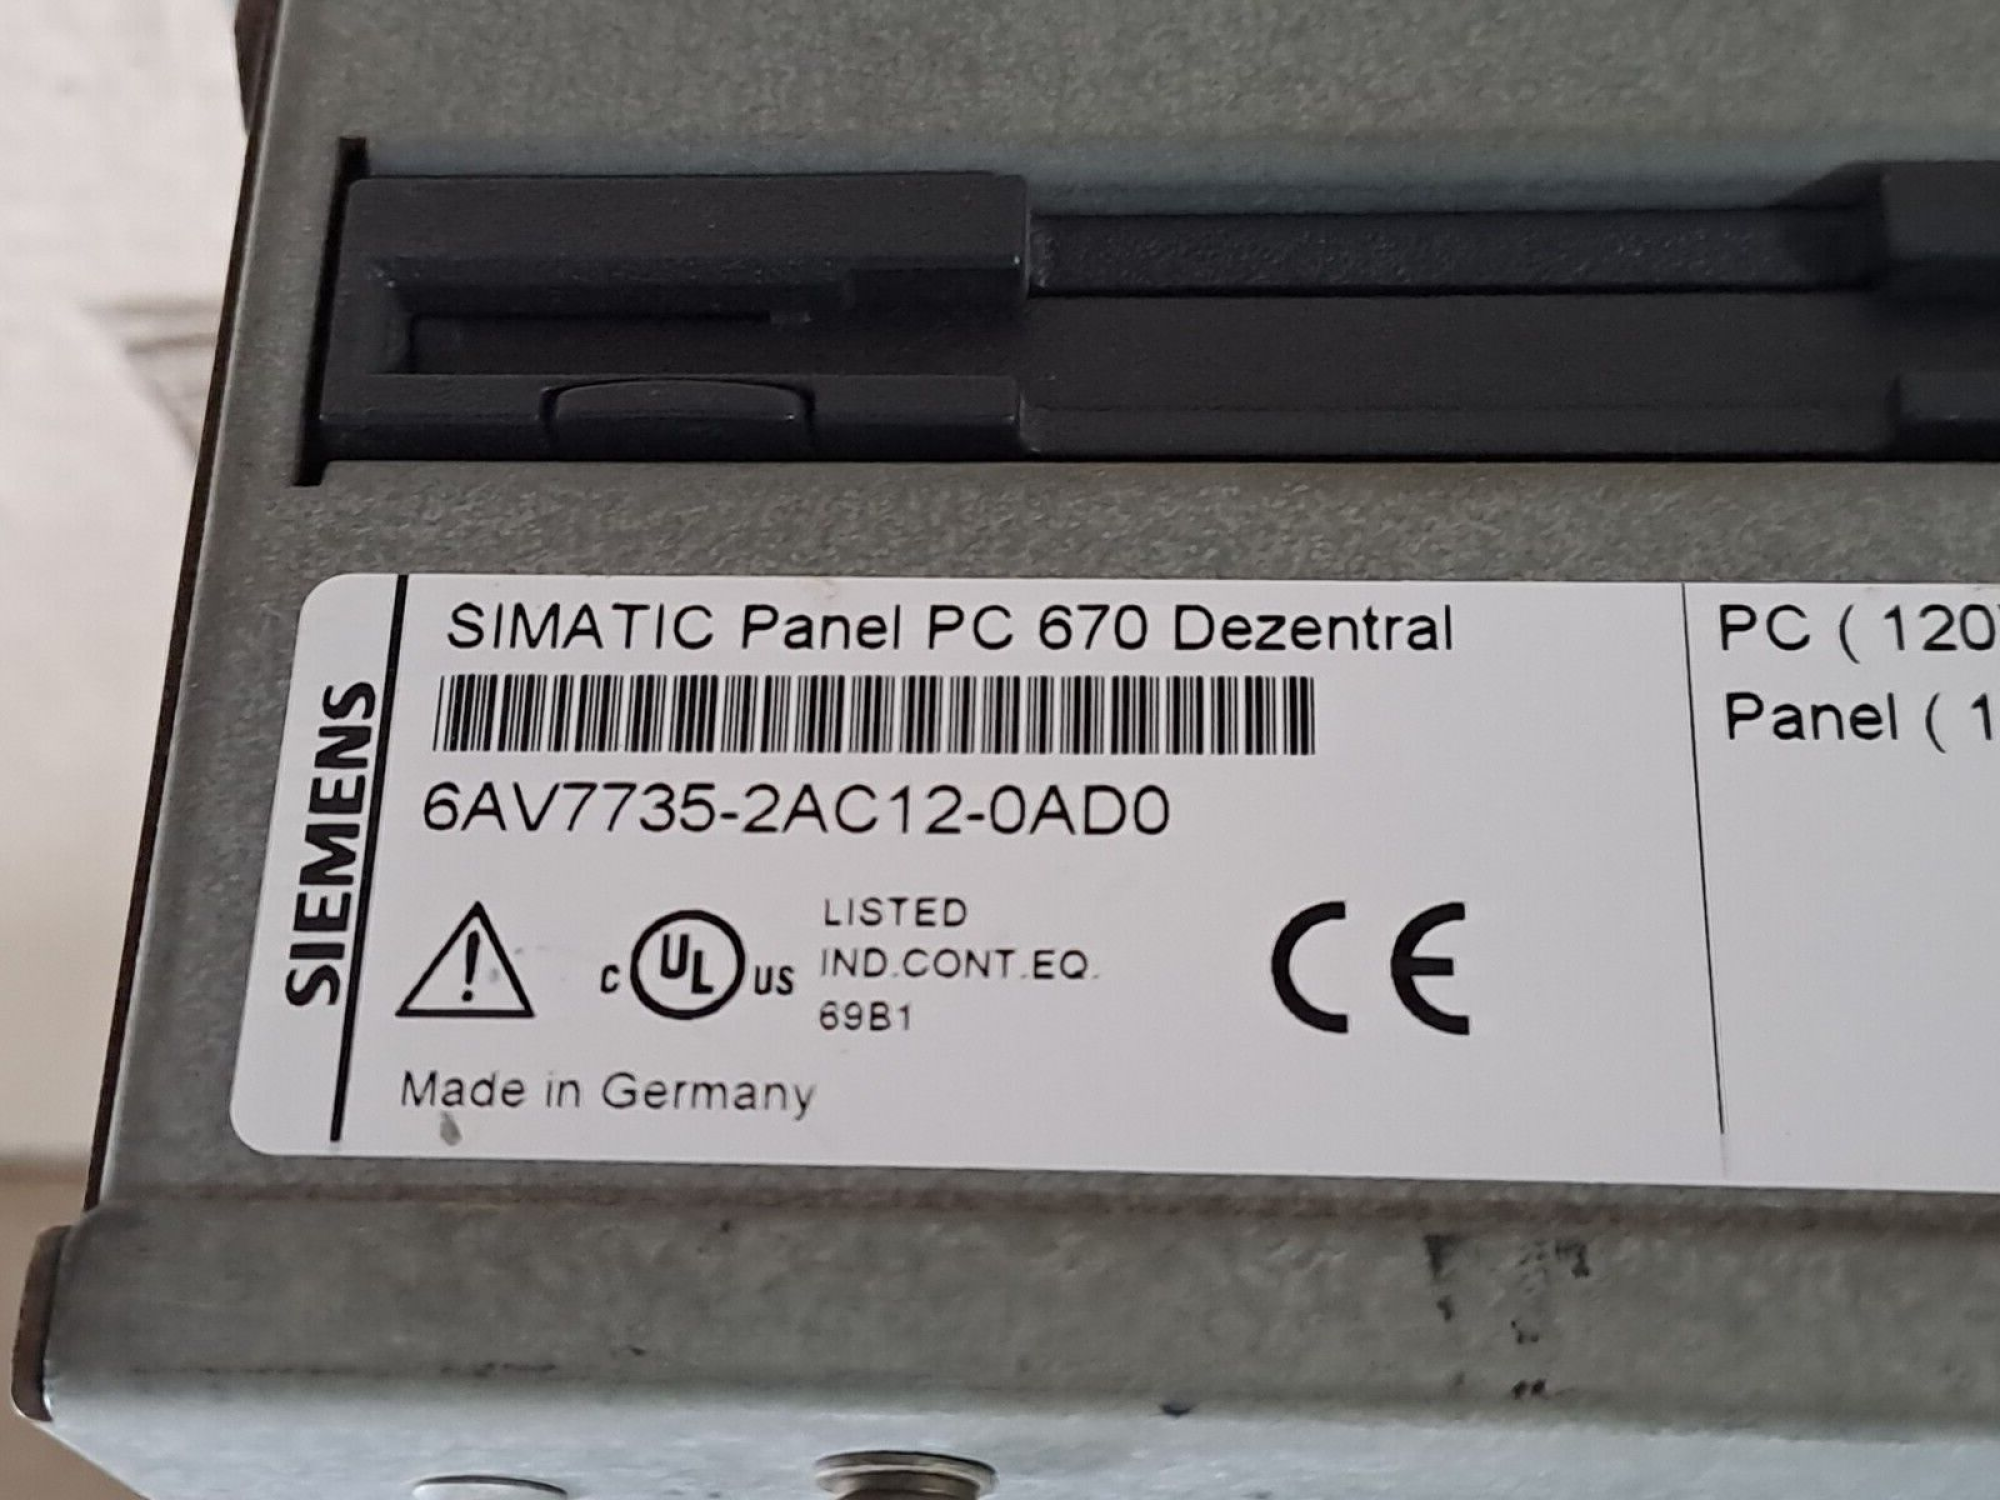 SIEMENS
SIMATIC Panel PC 670 Dezentral
6AV7735-2AC12-0AD0
C UL US
LISTED
IND.CONT.EQ.
69B1
CE
Made in Germany
PC ( 120
Panel ( 1